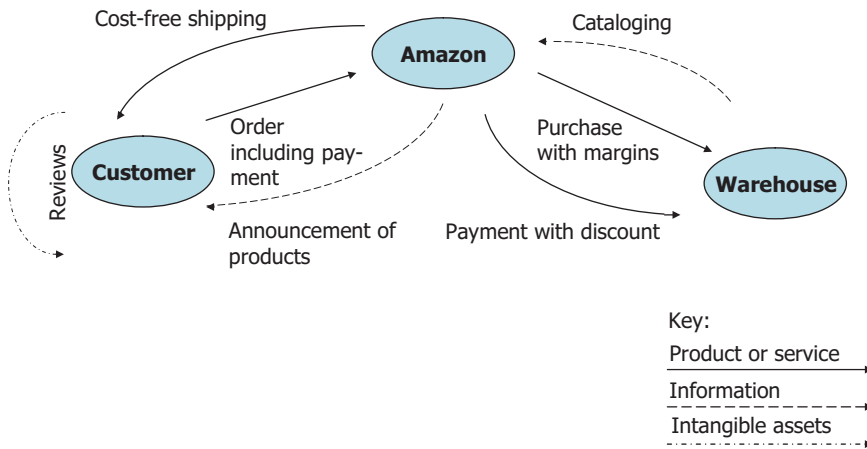 Cost-free shipping
Amazon
Cataloging
Order
including pay-
ment
Purchase
with margins
Reviews
Customer
Warehouse
Announcement of
products
Payment with discount
Key:
Product or service
Information
Intangible assets